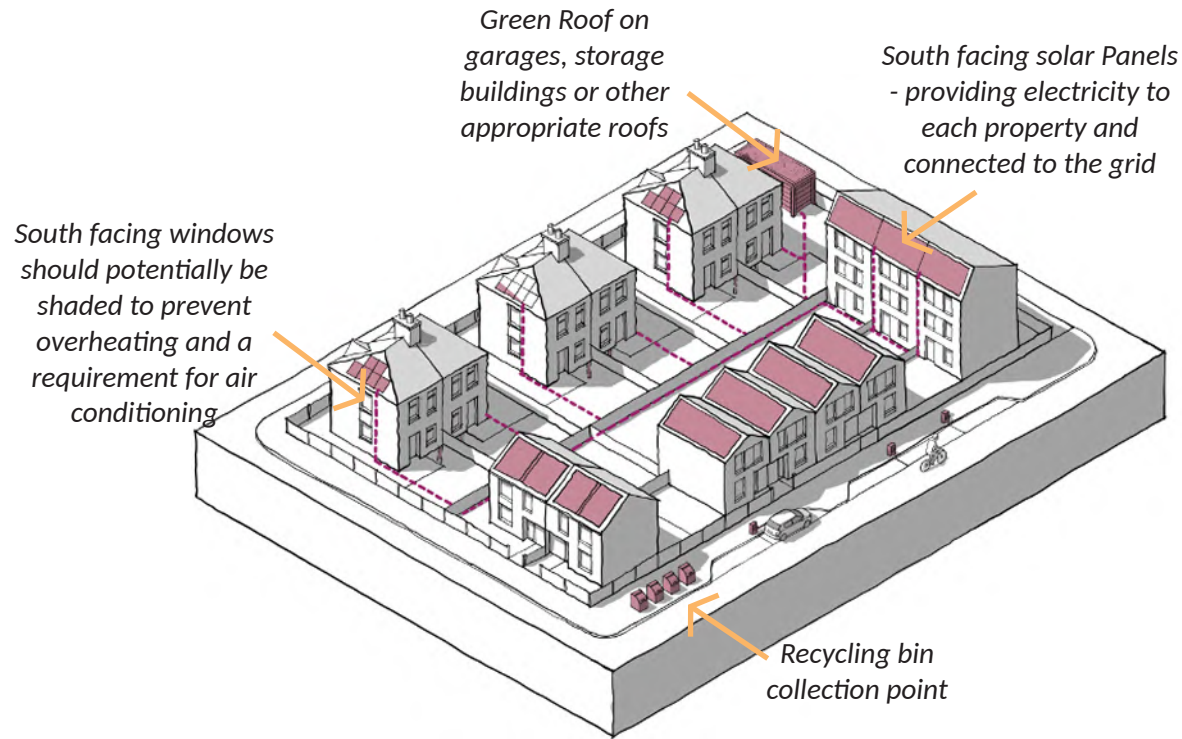 Green Roof on
garages, storage
buildings or other
appropriate roofs
South facing solar Panels
- providing electricity to
each property and
connected to the grid
South facing windows
should potentially be
shaded to prevent
overheating and a
requirement for air
conditioning
Recycling bin
collection point